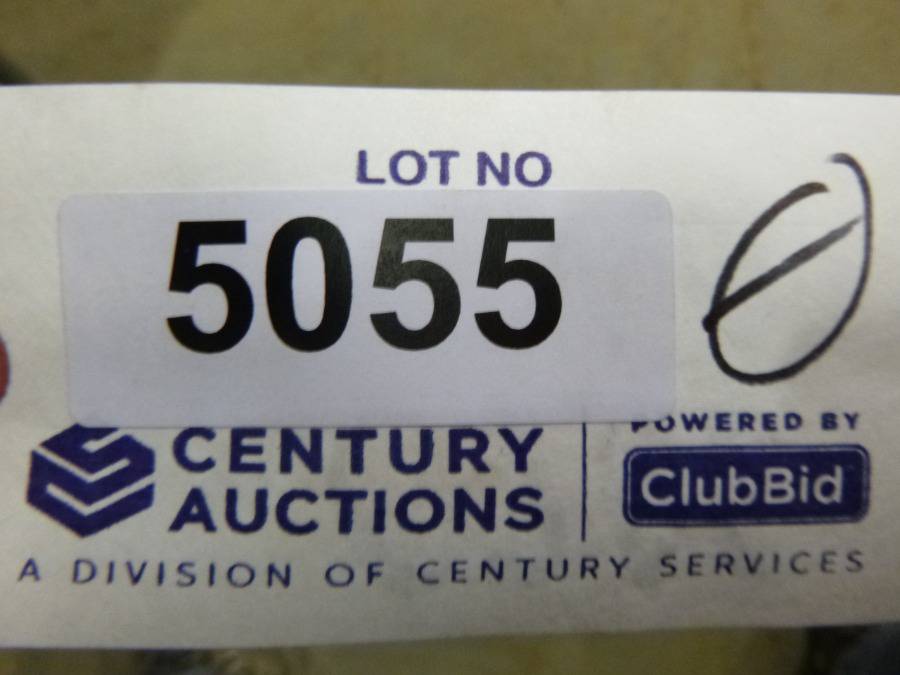 LOT NO
5055
CENTURY
AUCTIONS
POWERED BY
ClubBid
A DIVISION OF CENTURY SERVICES